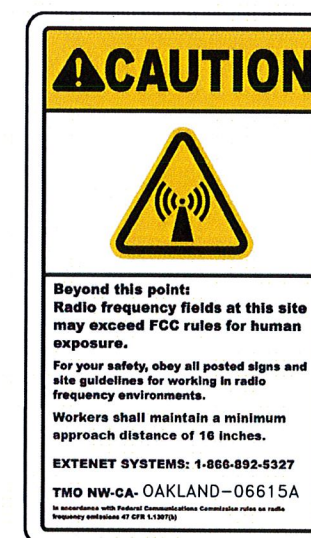 CAUTION
Beyond this point:
Radio frequency fields at this site
may exceed FCC rules for human
exposure.
For your safety, obey all posted signs and
site guidelines for working in radio
frequency environments.
Workers shall maintain a minimum
approach distance of 16 inches.
EXTENET SYSTEMS: 1-866-892-5327
TMO NW-CA- OAKLAND-06615A
In accordance with Federal Communications Commission rules on radio
frequency emissions 47 CFR 1.1307(b)